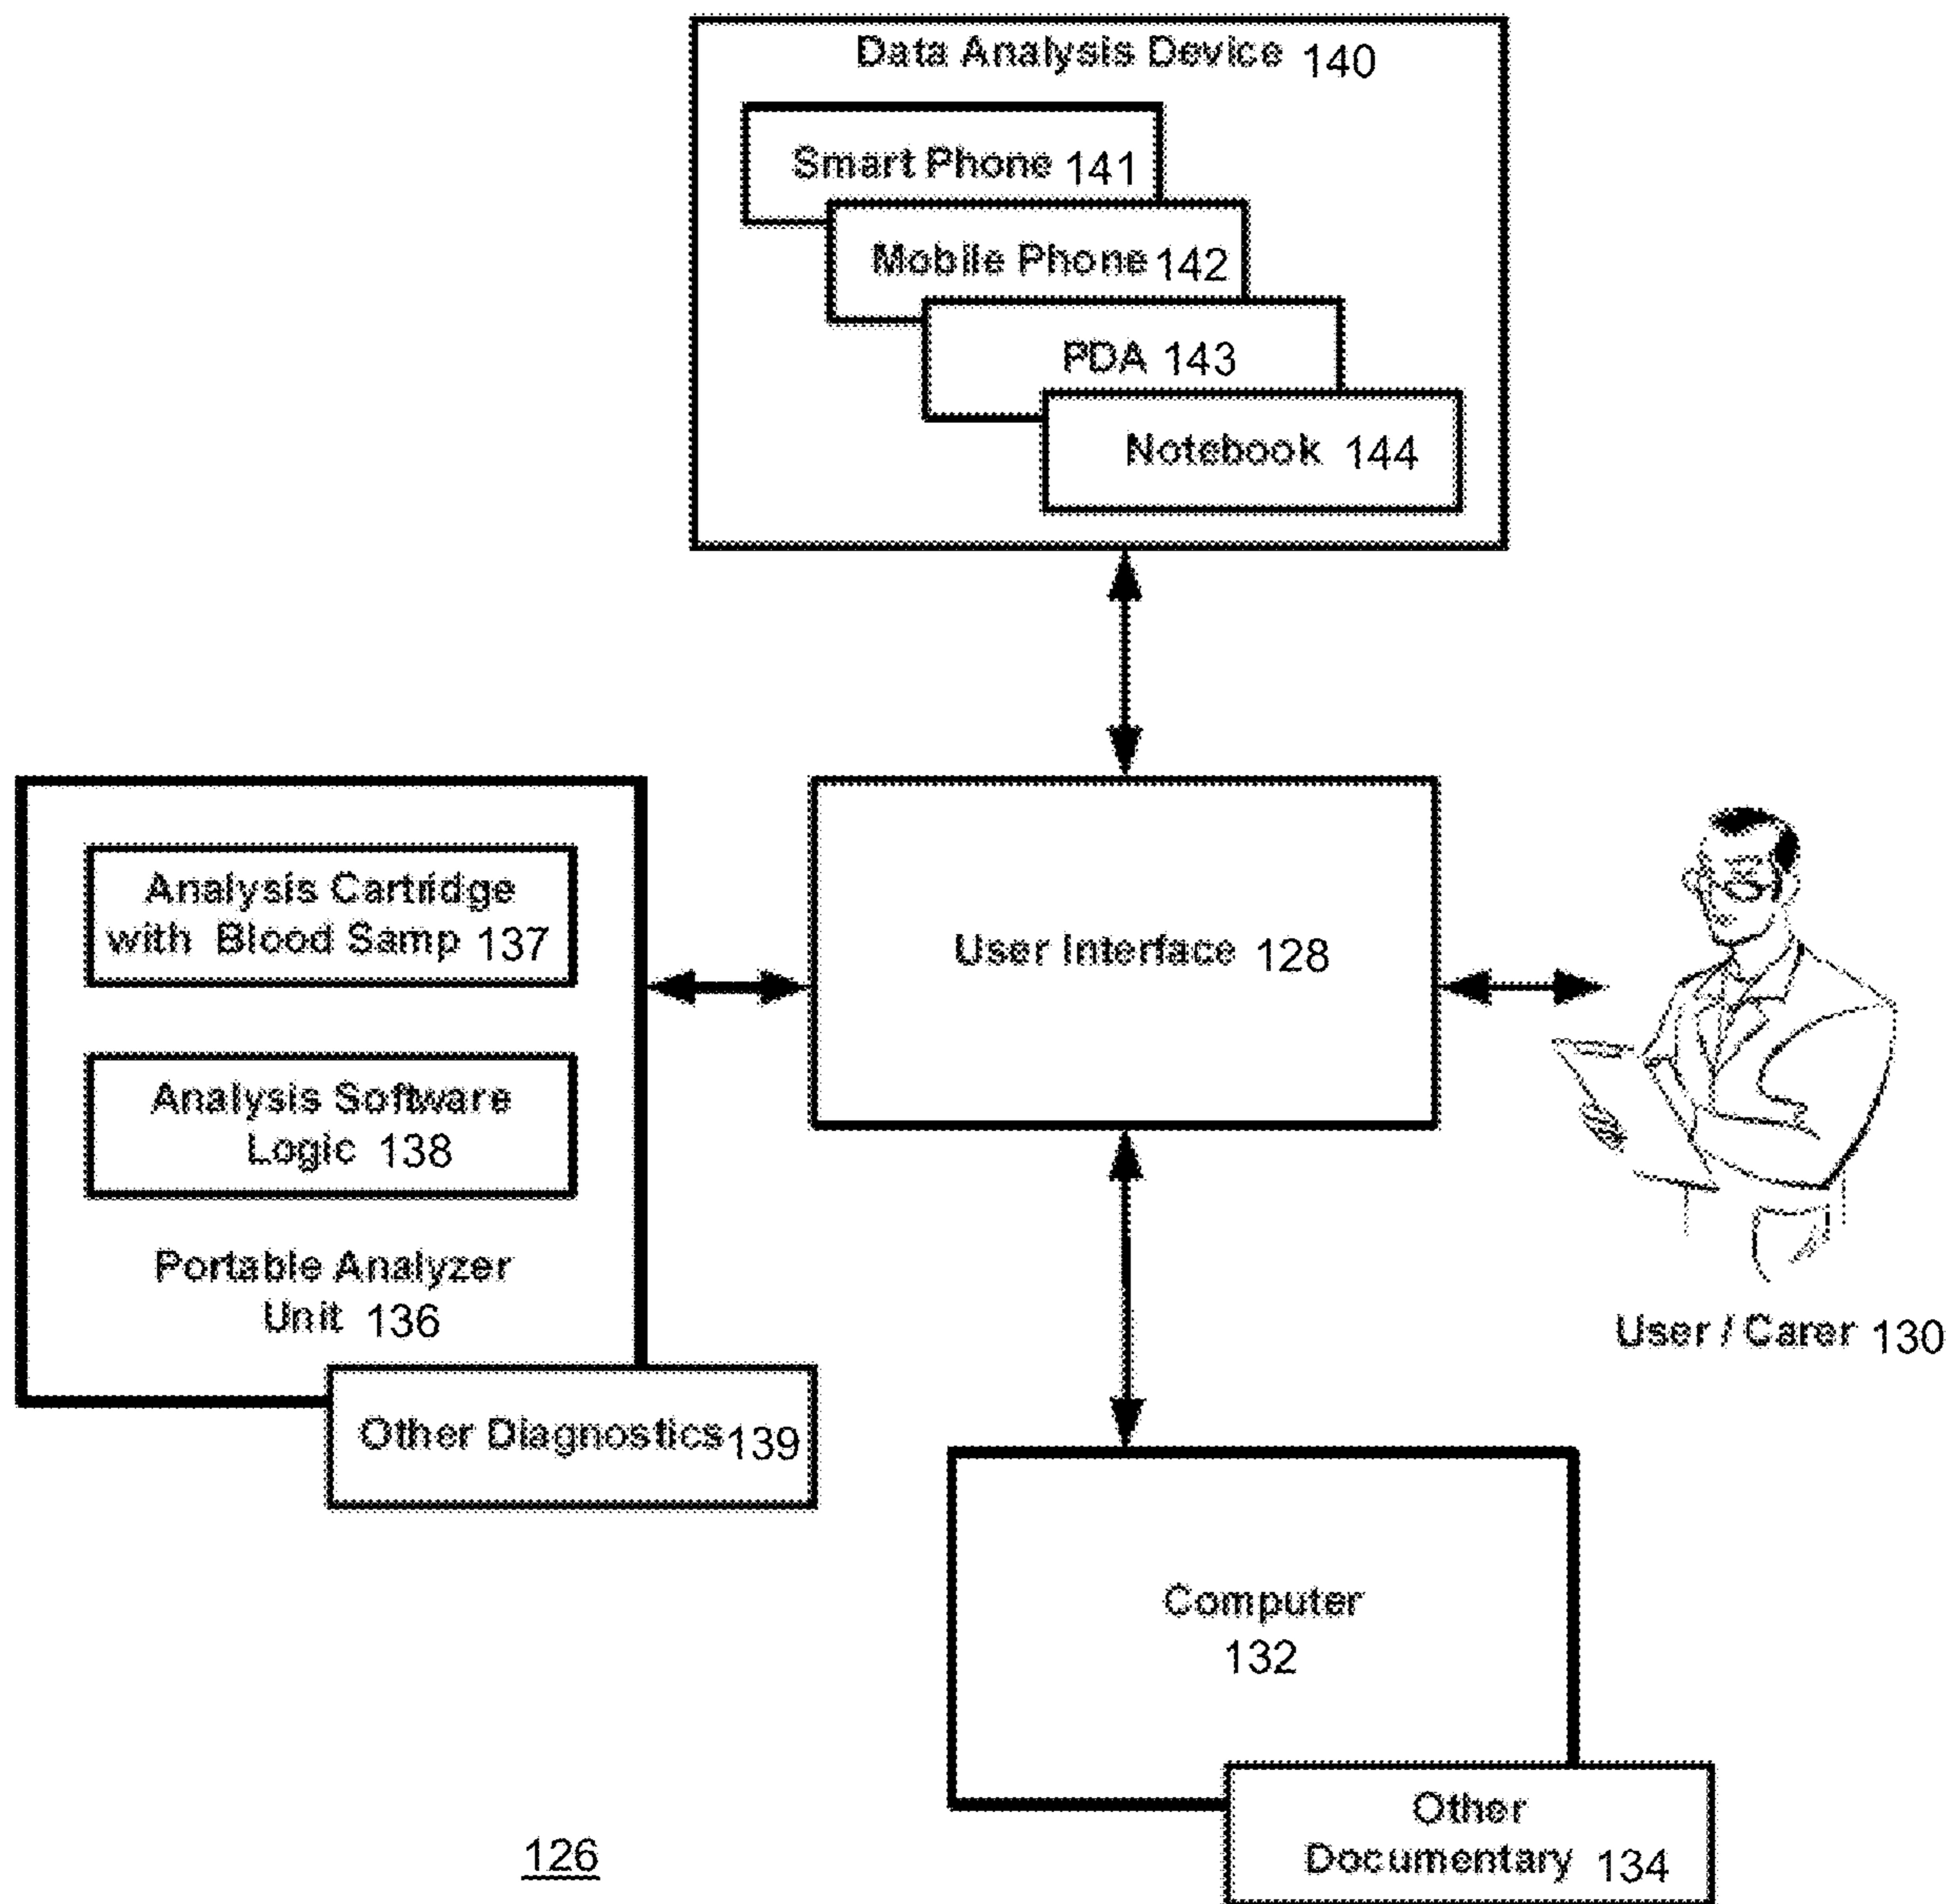 Data Analysis Device 140
Smart Phone 141
Mobile Phone 142
PDA 143
Notebook 144
Analysis Cartridge
with Blood Samp 137
Analysis Software
Logic 138
Portable Analyzer
Unit 136
Other Diagnostics 139
User Interface 128
User / Carer 130
Computer
132
Other
Documentary 134
126